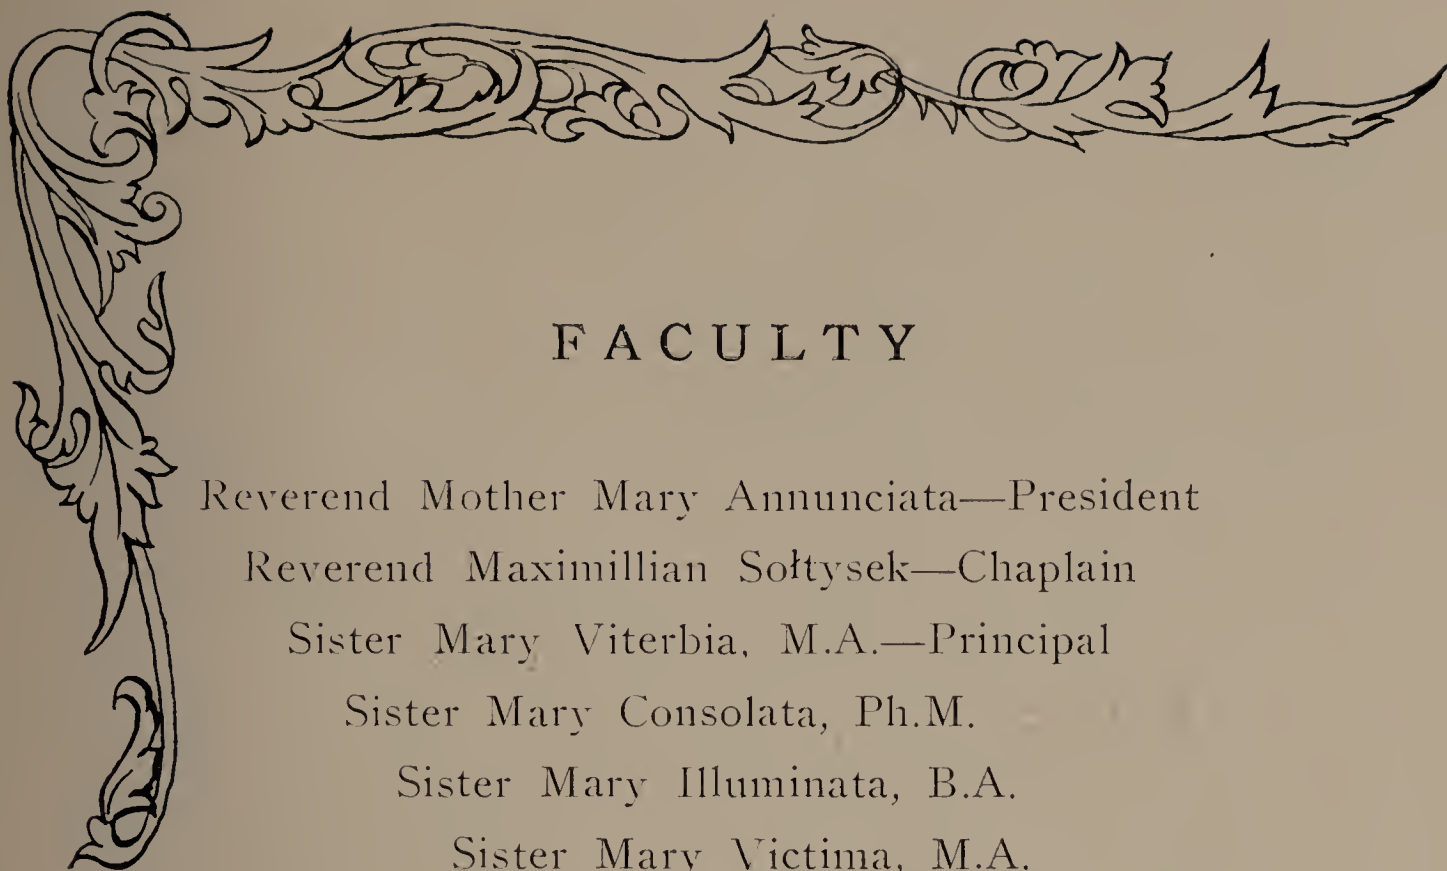 FACULTY
Reverend Mother Mary Annunciata—President
Reverend Maximillian Sołtysek—Chaplain
Sister Mary Viterbia, M.A.—Principal
Sister Mary Consolata, Ph.M.
Sister Mary Illuminata, B.A.
Sister Mary Victima, M.A.